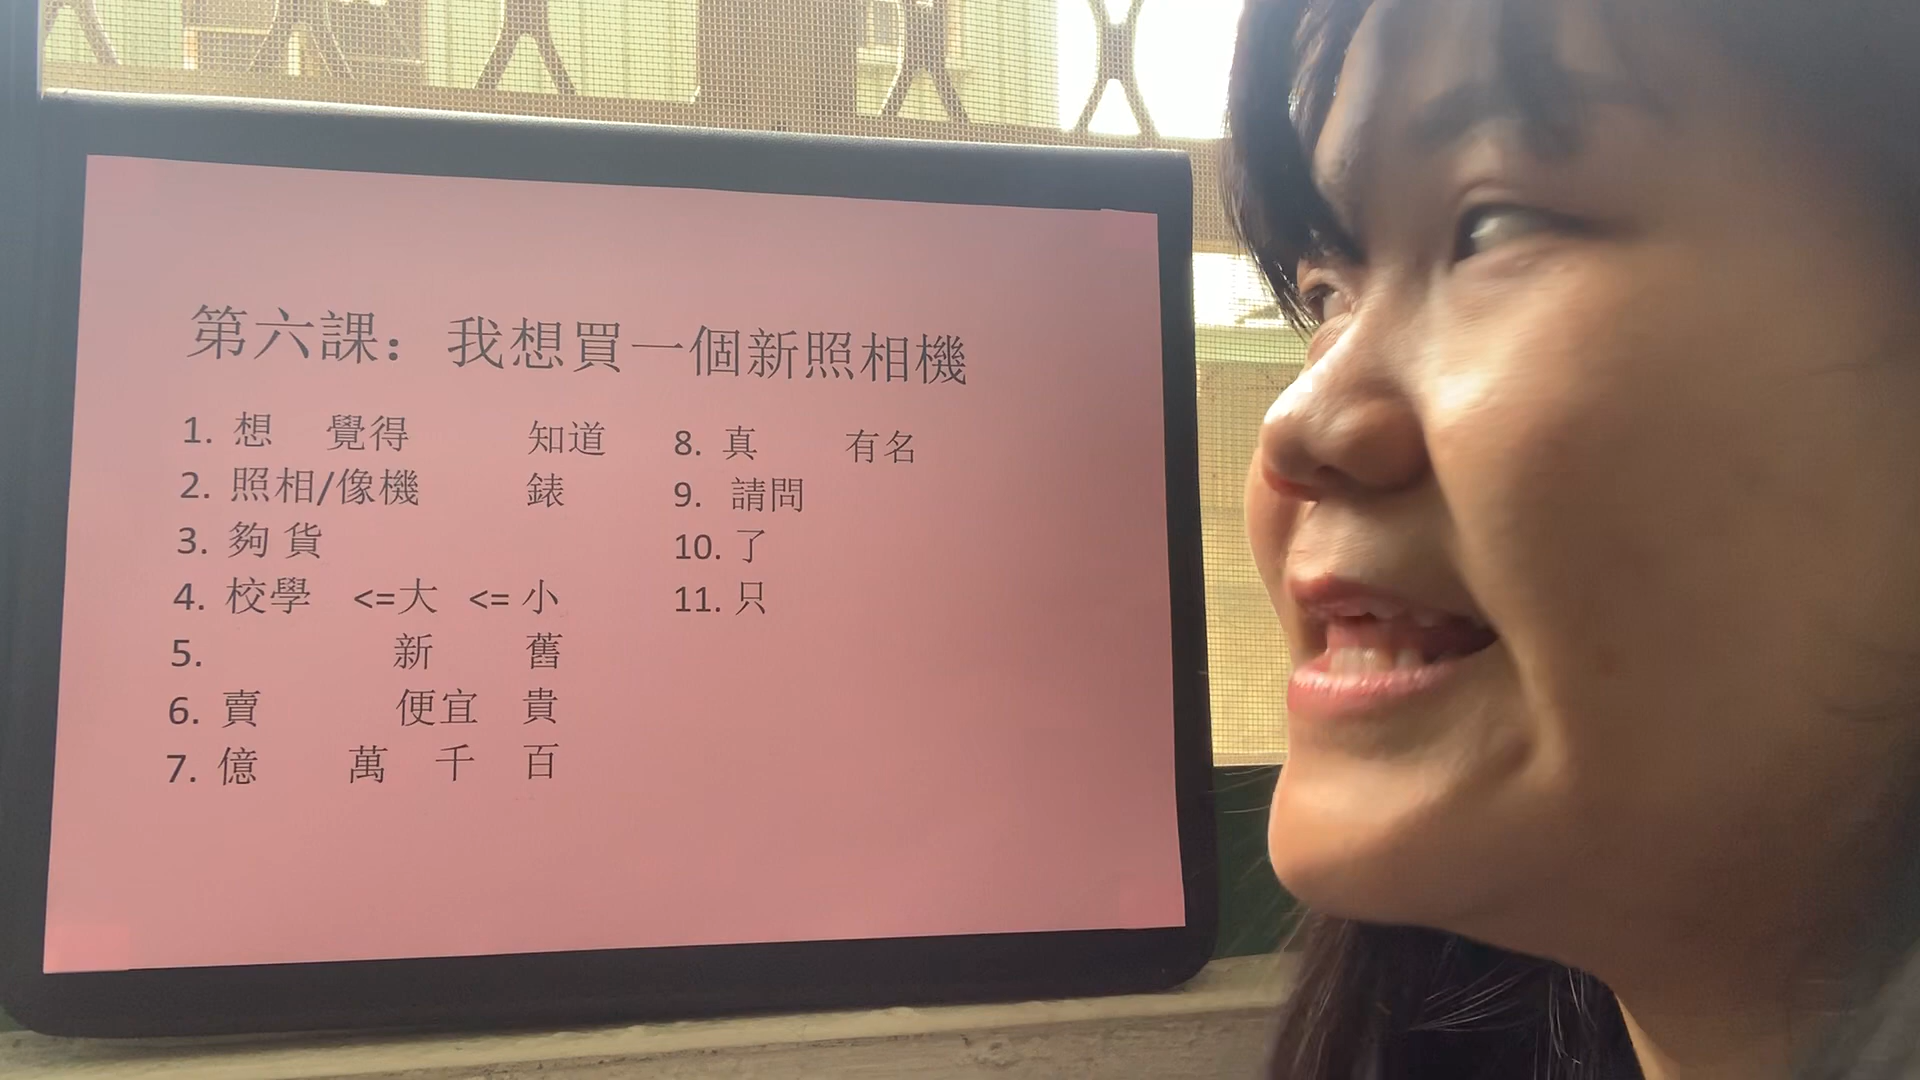 第六課：我想買一個新照相機
1. 想 覺得 知道
2. 照相/像機 錶
3. 夠 貨
4. 校學 <=大 <= 小
5. 新 舊
6. 賣 便宜 貴
7. 億 萬 千 百
8. 真 有名
9. 請問
10. 了
11. 只